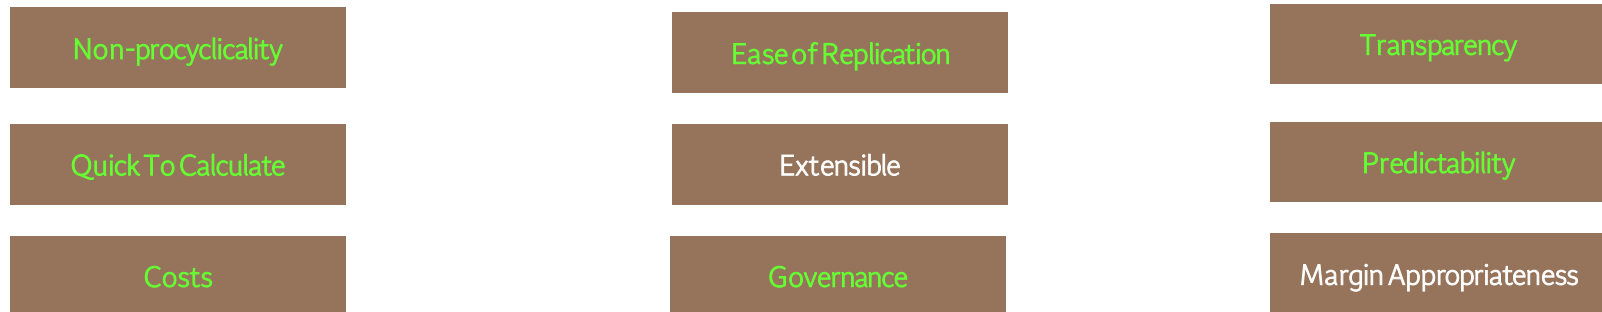 Non-procyclicality
Ease of Replication
Transparency
Quick To Calculate
Extensible
Predictability
Costs
Governance
Margin Appropriateness